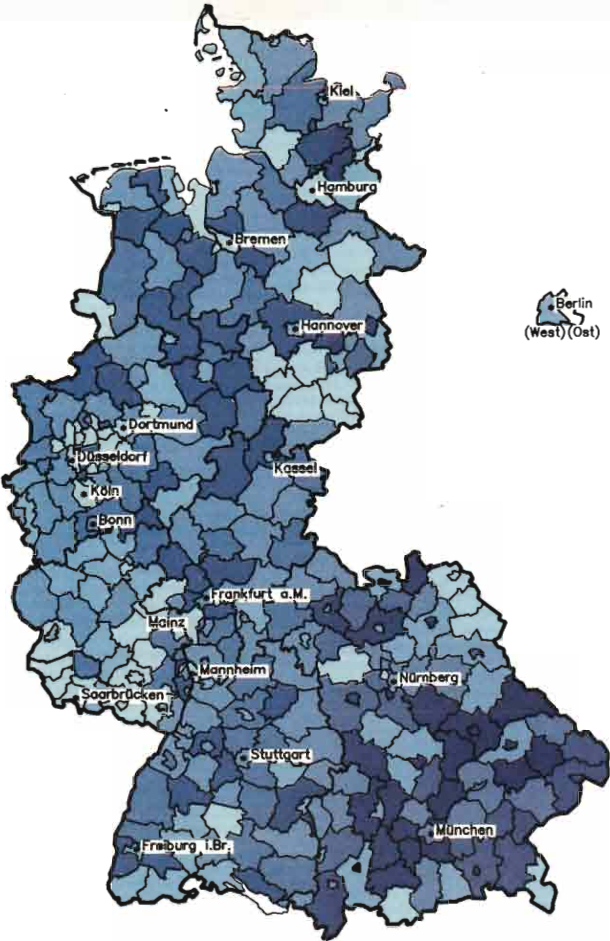 Kiel
Hamburg
Bremen
Berlin
(West) (Ost)
Hannover
Dortmund
Düsseldorf
Kassel
Köln
Bonn
Frankfurt a.M.
Mainz
Mannheim
Nürnberg
Saarbrücken
Stuttgart
München
Freiburg i.Br.